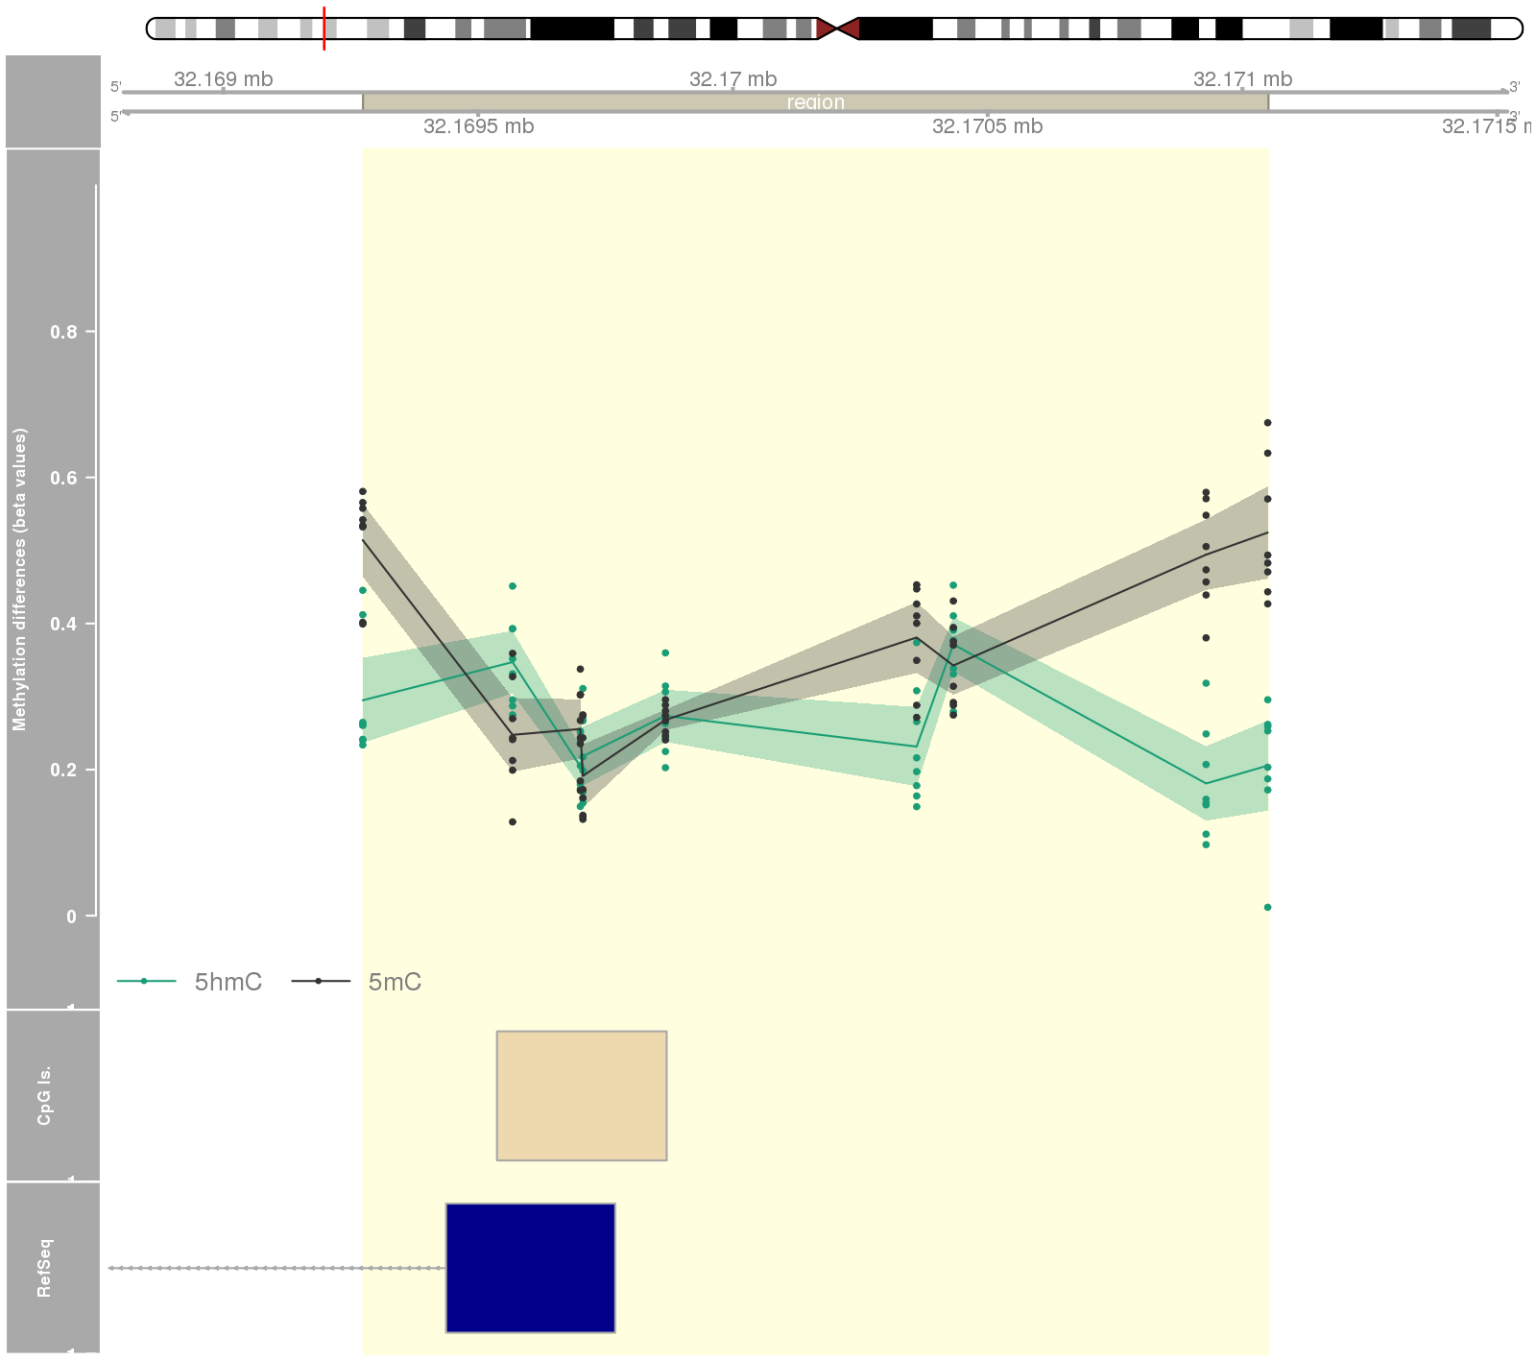 32.169 mb 32.17 mb 32.171 mb
5' 3'
region
5' 3'
32.1695 mb 32.1705 mb 32.1715 m
Methylation differences (beta values)
0.8
0.6
0.4
0.2
0
5hmC 5mC
CpG Is.
RefSeq